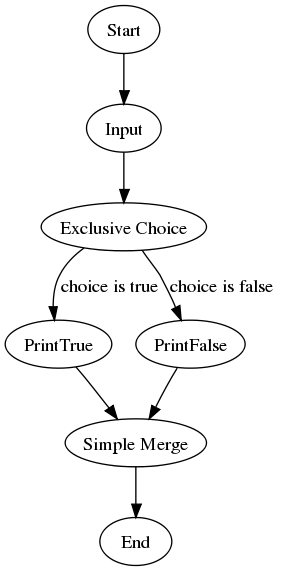 Start
Input
Exclusive Choice
choice is true
choice is false
PrintTrue
PrintFalse
Simple Merge
End